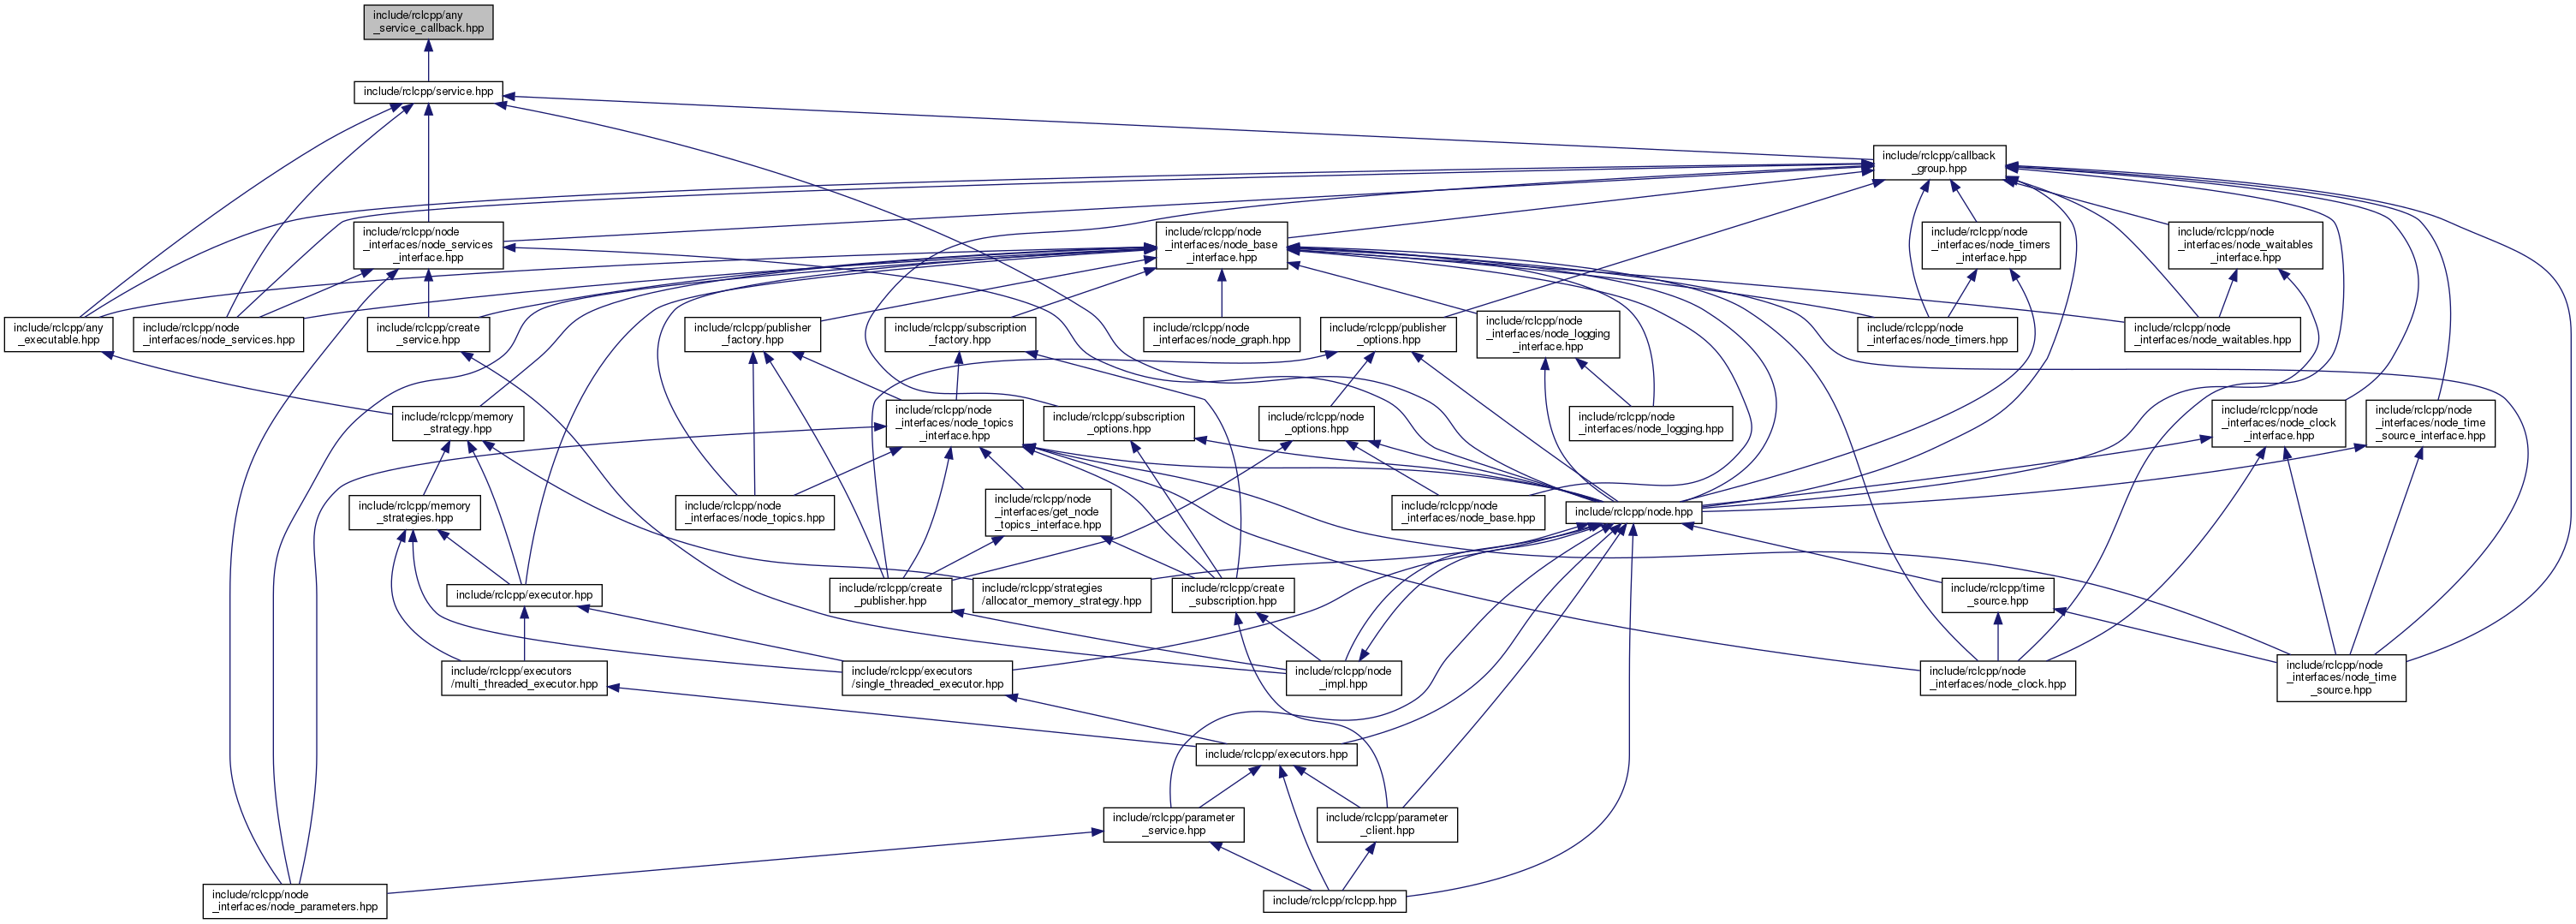 include/rclcpp/any
_service_callback.hpp
include/rclcpp/service.hpp
include/rclcpp/callback
_group.hpp
include/rclcpp/node
_interfaces/node_services
_interface.hpp
include/rclcpp/node
_interfaces/node_base
_interface.hpp
include/rclcpp/node
_interfaces/node_timers
_interface.hpp
include/rclcpp/node
_interfaces/node_waitables
_interface.hpp
include/rclcpp/any
_executable.hpp
include/rclcpp/node
_interfaces/node_services.hpp
include/rclcpp/create
_service.hpp
include/rclcpp/publisher
_factory.hpp
include/rclcpp/subscription
_factory.hpp
include/rclcpp/node
_interfaces/node_graph.hpp
include/rclcpp/publisher
_options.hpp
include/rclcpp/node
_interfaces/node_logging
_interface.hpp
include/rclcpp/node
_interfaces/node_timers.hpp
include/rclcpp/node
_interfaces/node_waitables.hpp
include/rclcpp/memory
_strategy.hpp
include/rclcpp/node
_interfaces/node_topics
_interface.hpp
include/rclcpp/subscription
_options.hpp
include/rclcpp/node
_options.hpp
include/rclcpp/node
_interfaces/node_logging.hpp
include/rclcpp/node
_interfaces/node_clock
_interface.hpp
include/rclcpp/node
_interfaces/node_time
_source_interface.hpp
include/rclcpp/memory
_strategies.hpp
include/rclcpp/node
_interfaces/node_topics.hpp
include/rclcpp/node
_interfaces/get_node
_topics_interface.hpp
include/rclcpp/node
_interfaces/node_base.hpp
include/rclcpp/node.hpp
include/rclcpp/executor.hpp
include/rclcpp/create
_publisher.hpp
include/rclcpp/strategies
/allocator_memory_strategy.hpp
include/rclcpp/create
_subscription.hpp
include/rclcpp/time
_source.hpp
include/rclcpp/executors
/multi_threaded_executor.hpp
include/rclcpp/executors
/single_threaded_executor.hpp
include/rclcpp/node
_impl.hpp
include/rclcpp/node
_interfaces/node_clock.hpp
include/rclcpp/node
_interfaces/node_time
_source.hpp
include/rclcpp/executors.hpp
include/rclcpp/parameter
_service.hpp
include/rclcpp/parameter
_client.hpp
include/rclcpp/node
_interfaces/node_parameters.hpp
include/rclcpp/rclcpp.hpp